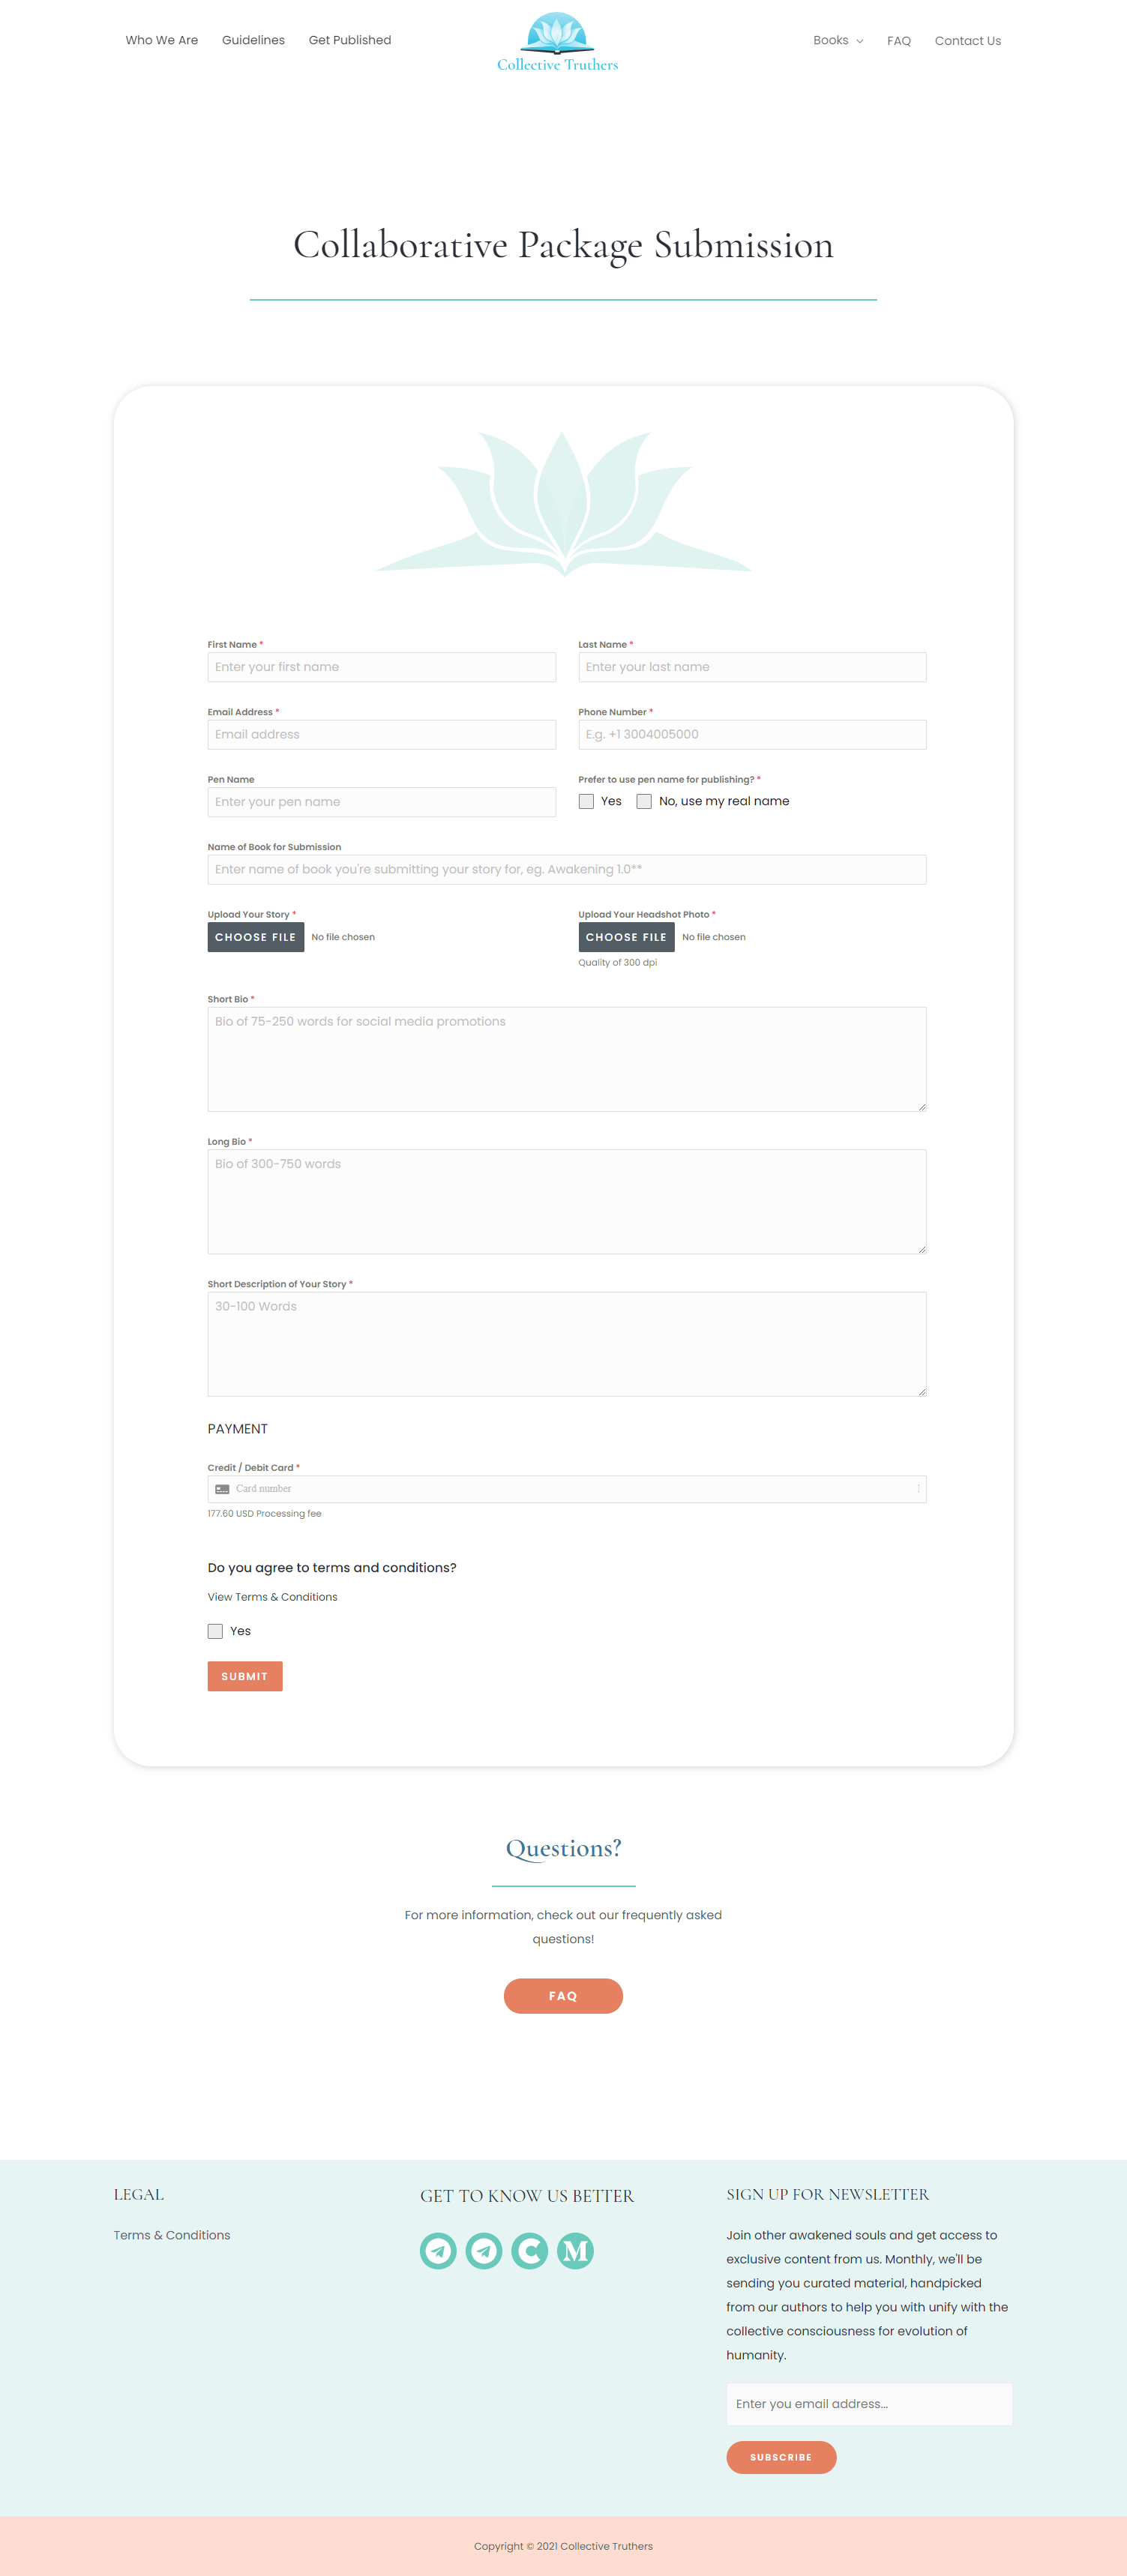 Who We Are
Guidelines
Get Published
Collective Truthers
Books
FAQ
Contact Us
Collaborative Package Submission
First Name *
Last Name *
Enter your first name
Enter your last name
Email Address *
Phone Number *
Email address
E.g. +1 3004005000
Pen Name
Prefer to use pen name for publishing? *
Enter your pen name
Yes
No, use my real name
Name of Book for Submission
Enter name of book you're submitting your story for, eg. Awakening 1.0**
Upload Your Story *
Upload Your Headshot Photo *
CHOOSE FILE No file chosen
CHOOSE FILE No file chosen
Quality of 300 dpi
Short Bio *
Bio of 75-250 words for social media promotions
Long Bio *
Bio of 300-750 words
Short Description of Your Story *
30-100 Words
PAYMENT
Credit / Debit Card *
Card number
177.60 USD Processing fee
Do you agree to terms and conditions?
View Terms & Conditions
Yes
SUBMIT
Questions?
For more information, check out our frequently asked
questions!
FAQ
LEGAL
Terms & Conditions
GET TO KNOW US BETTER
SIGN UP FOR NEWSLETTER
Join other awakened souls and get access to
exclusive content from us. Monthly, we'll be
sending you curated material, handpicked
from our authors to help you with unify with the
collective consciousness for evolution of
humanity.
Enter you email address...
SUBSCRIBE
Copyright © 2021 Collective Truthers